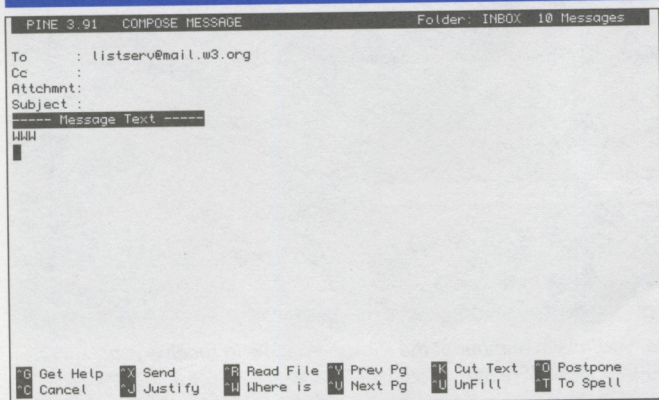 PINE 3.91 COMPOSE MESSAGE Folder: INBOX 10 Messages
To : listserv@mail.w3.org
Cc :
Attchmnt:
Subject :
----- Message Text -----
WWW
^G Get Help ^X Send ^R Read File ^Y Prev Pg ^K Cut Text ^O Postpone
^C Cancel ^J Justify ^W Where is ^V Next Pg ^U UnFill ^T To Spell